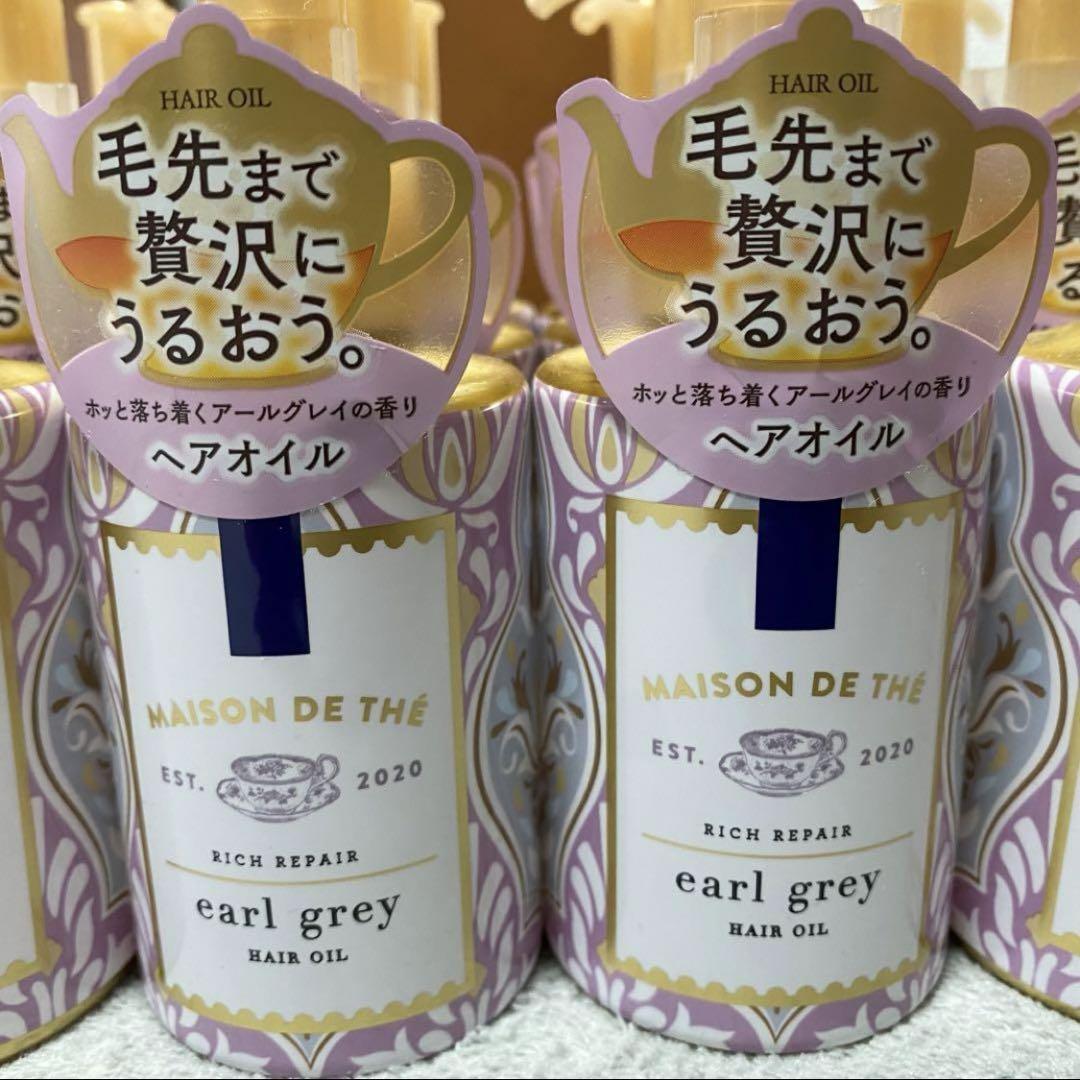 HAIR OIL
毛先まで
贅沢に
うるおう。
ホッと落ち着くアールグレイの香り
ヘアオイル
MAISON DE THÉ
EST. 2020
RICH REPAIR
earl grey
HAIR OIL
HAIR OIL
毛先まで
贅沢に
うるおう。
ホッと落ち着くアールグレイの香り
ヘアオイル
MAISON DE THÉ
EST. 2020
RICH REPAIR
earl grey
HAIR OIL